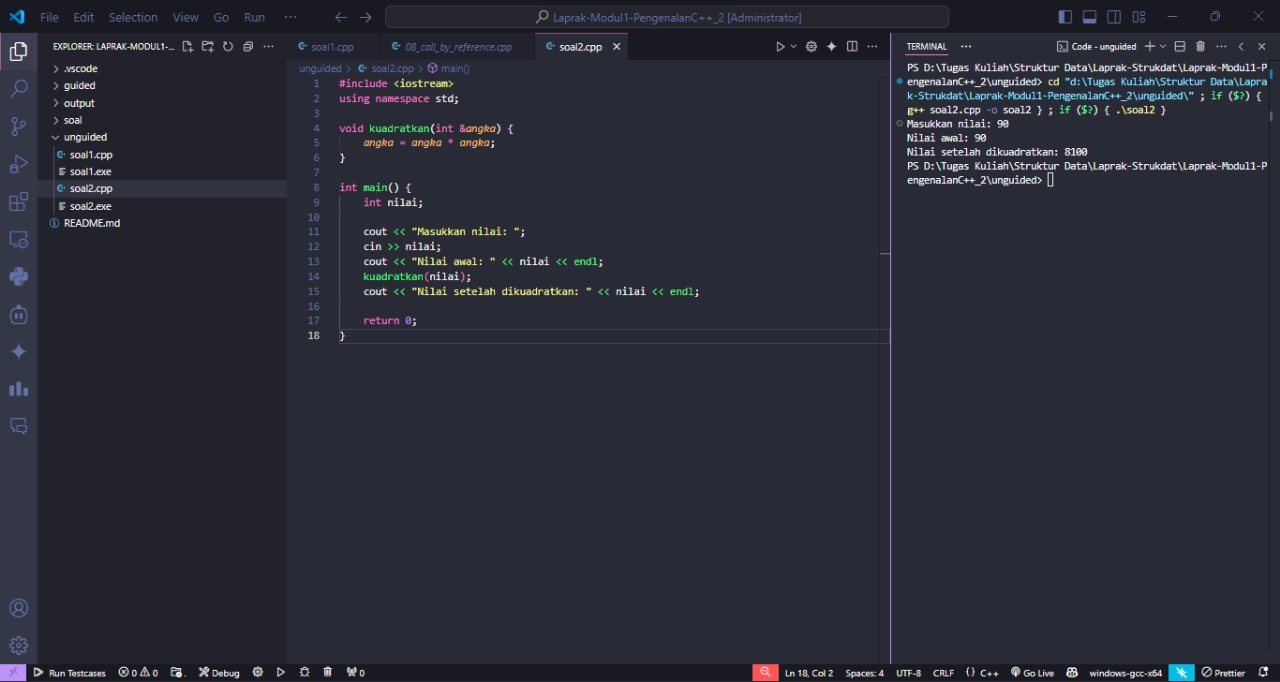 File Edit Selection View Go Run ··· ← → Laprak-Modul1-PengenalanC++_2 [Administrator]
EXPLORER: LAPRAK-MODUL1-... ···
> .vscode
> guided
> output
> soal
unguided
soal1.cpp
soal1.exe
soal2.cpp
soal2.exe
README.md
soal1.cpp 08_call_by_reference.cpp soal2.cpp ×
unguided > soal2.cpp > main()
1 #include <iostream>
2 using namespace std;
3
4 void kuadratkan(int &angka) {
5 angka = angka * angka;
6 }
7
8 int main() {
9 int nilai;
10
11 cout << "Masukkan nilai: ";
12 cin >> nilai;
13 cout << "Nilai awal: " << nilai << endl;
14 kuadratkan(nilai);
15 cout << "Nilai setelah dikuadratkan: " << nilai << endl;
16
17 return 0;
18 }
TERMINAL ··· Code - unguided
PS D:\Tugas Kuliah\Struktur Data\Laprak-Strukdat\Laprak-Modul1-P
engenalanC++_2\unguided> cd "d:\Tugas Kuliah\Struktur Data\Lapra
k-Strukdat\Laprak-Modul1-PengenalanC++_2\unguided\" ; if ($?) {
g++ soal2.cpp -o soal2 } ; if ($?) { .\soal2 }
Masukkan nilai: 90
Nilai awal: 90
Nilai setelah dikuadratkan: 8100
PS D:\Tugas Kuliah\Struktur Data\Laprak-Strukdat\Laprak-Modul1-P
engenalanC++_2\unguided>
Run Testcases 0 0 Debug 0 Ln 18, Col 2 Spaces: 4 UTF-8 CRLF {} C++ Go Live windows-gcc-x64 Prettier